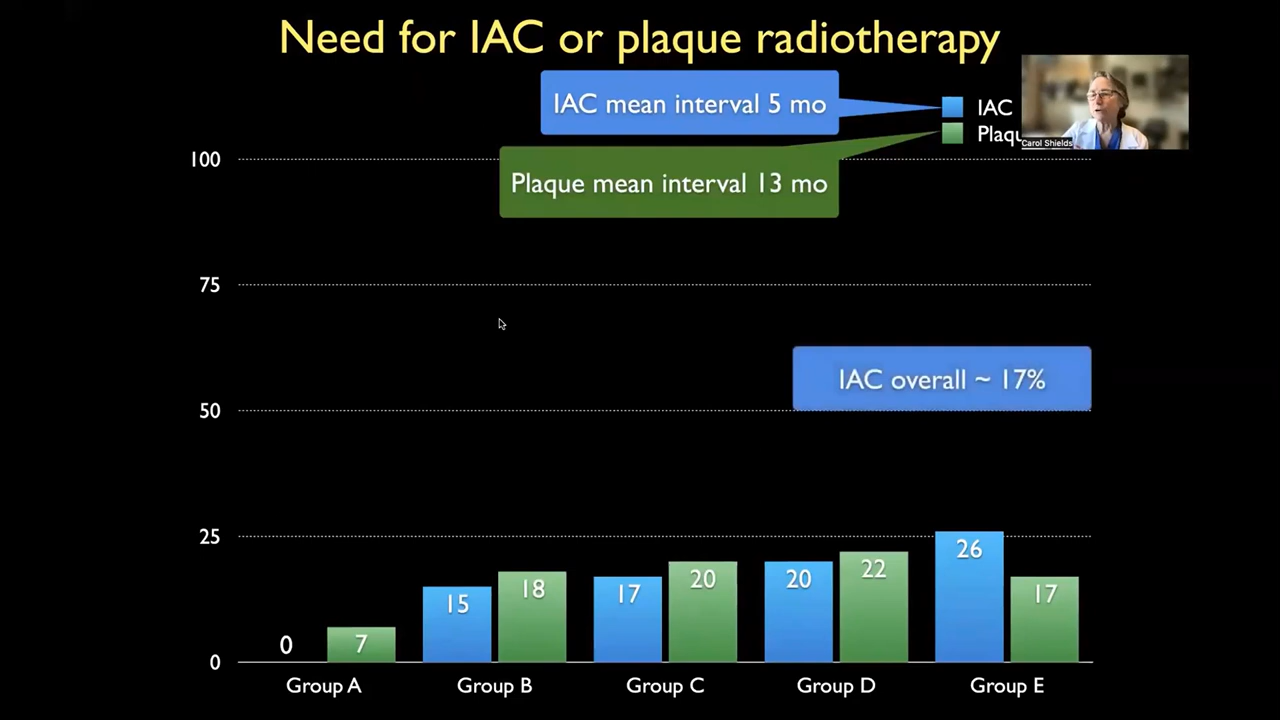 Need for IAC or plaque radiotherapy
IAC mean interval 5 mo
IAC
Plaque mean interval 13 mo
Carol Shields
100
75
50
25
0
IAC overall ~ 17%
0
7
15
18
17
20
20
22
26
17
Group A
Group B
Group C
Group D
Group E